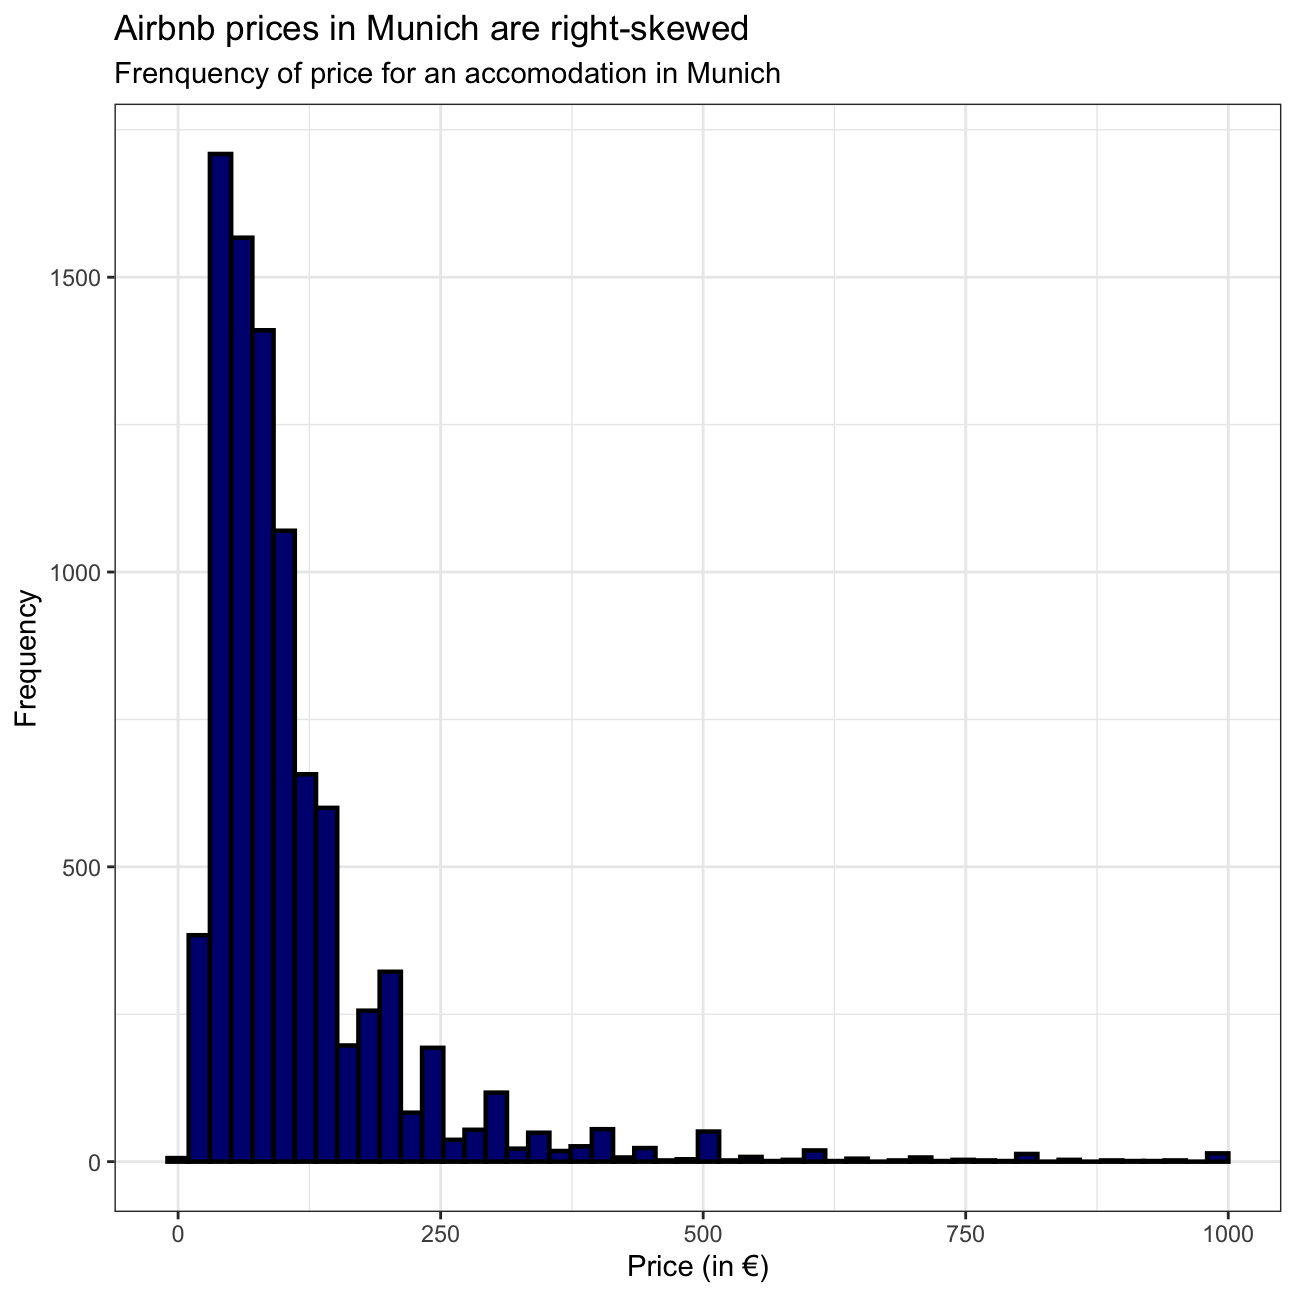 Airbnb prices in Munich are right-skewed
Frenquency of price for an accomodation in Munich
1500
1000
500
0
Frequency
0 250 500 750 1000
Price (in €)